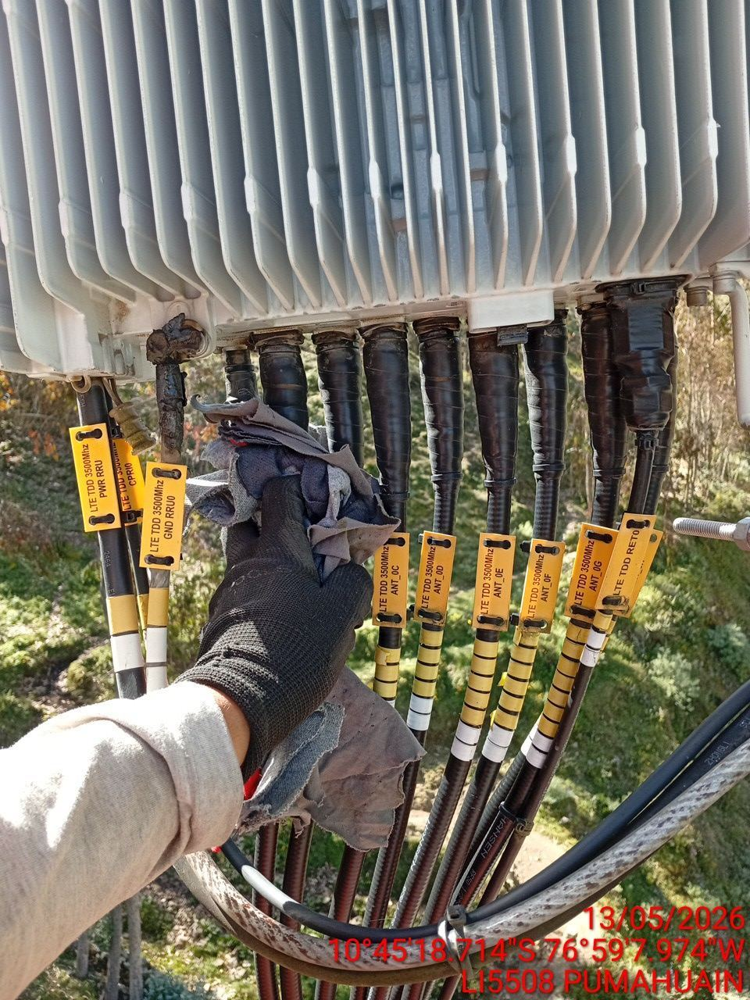 LTE TDD 3500Mhz
PWR RRU
LTE TDD 3500Mhz
CPRI0
LTE TDD 3500Mhz
GND RRU0
LTE TDD 3500Mhz
ANT_0C
LTE TDD 3500Mhz
ANT_0D
LTE TDD 3500Mhz
ANT_0E
LTE TDD 3500Mhz
ANT_0F
LTE TDD 3500Mhz
ANT_0G
LTE TDD RET0
HANSEN
13/05/2026
10°45'18.714"S 76°59'7.974"W
LI5508 PUMAHUAIN